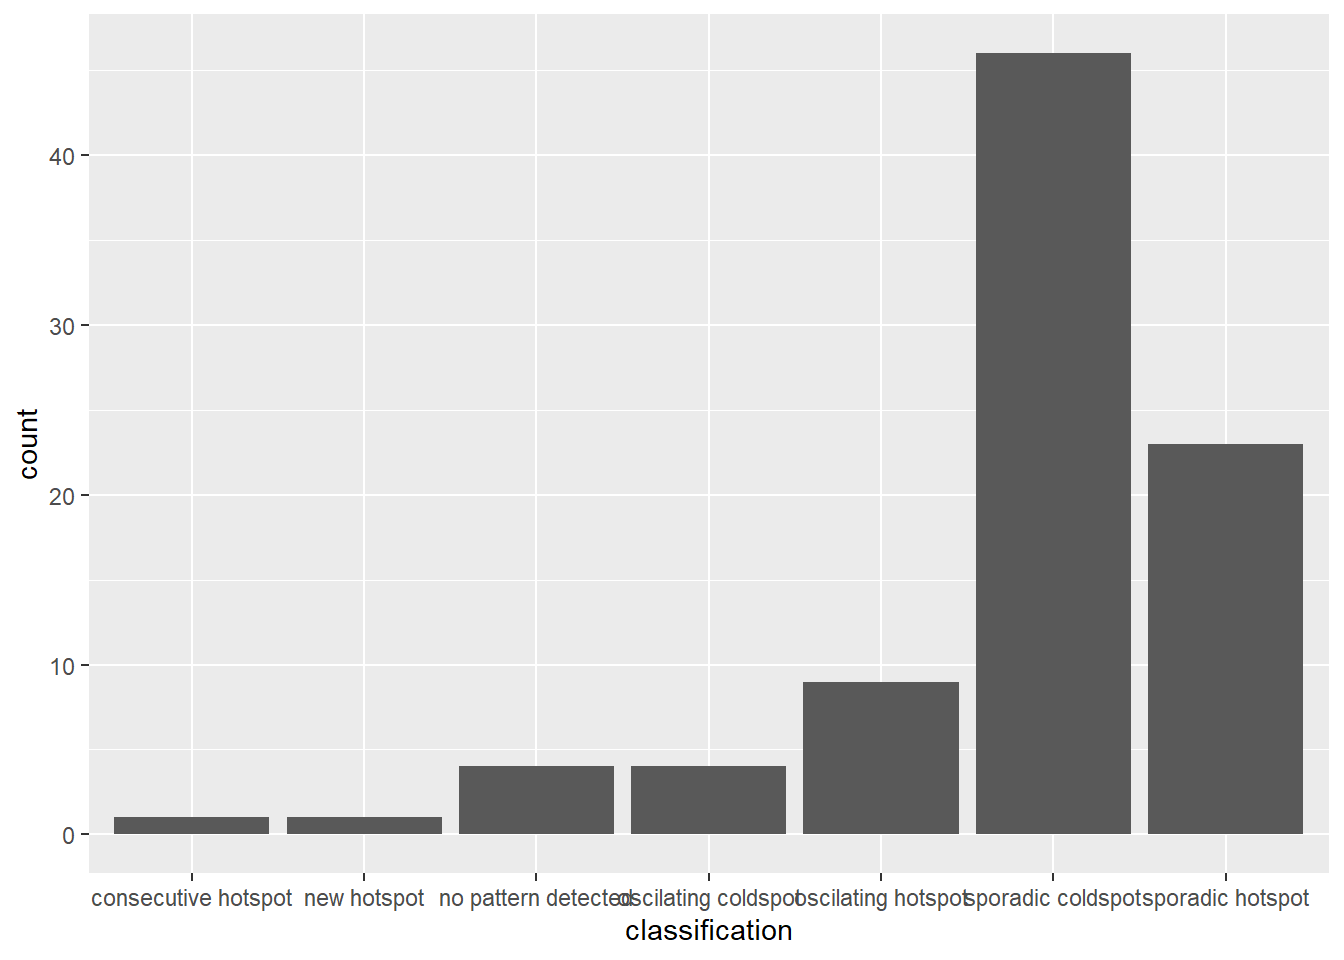 count
40
30
20
10
0
consecutive hotspot new hotspot no pattern detected oscilating coldspot oscilating hotspot sporadic coldspot sporadic hotspot
classification